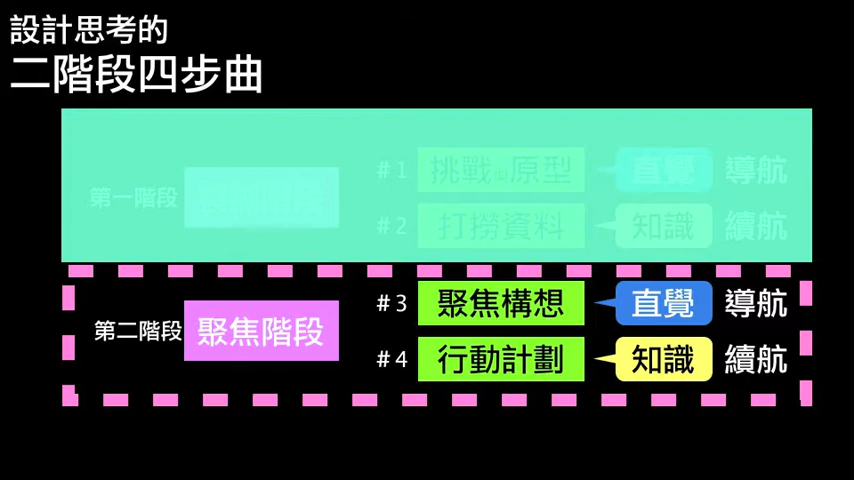 設計思考的
二階段四步曲
第一階段
#1 挑戰 原型 直覺 導航
#2 打撈資料 知識 續航
第二階段 聚焦階段
#3 聚焦構想 直覺 導航
#4 行動計劃 知識 續航